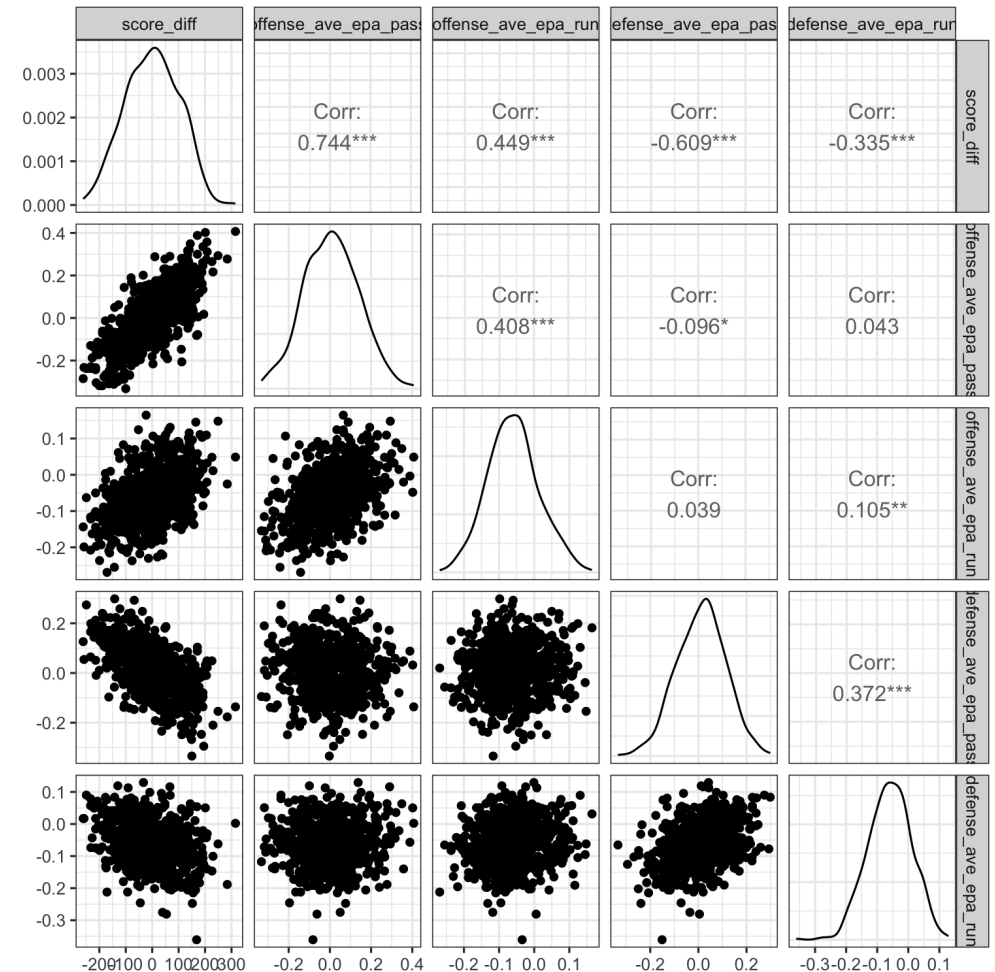 score_diff
offense_ave_epa_pass
offense_ave_epa_run
defense_ave_epa_pass
defense_ave_epa_run
0.003
0.002
0.001
0.000
Corr:
0.744***
Corr:
0.449***
Corr:
-0.609***
Corr:
-0.335***
score_diff
0.4
0.2
0.0
-0.2
Corr:
0.408***
Corr:
-0.096*
Corr:
0.043
offense_ave_epa_pass
0.1
0.0
-0.1
-0.2
Corr:
0.039
Corr:
0.105**
offense_ave_epa_run
0.2
0.0
-0.2
Corr:
0.372***
defense_ave_epa_pass
0.1
0.0
-0.1
-0.2
-0.3
defense_ave_epa_run
-200 -100 0 100 200 300
-0.2 0.0 0.2 0.4
-0.2 -0.1 0.0 0.1
-0.2 0.0 0.2
-0.3 -0.2 -0.1 0.0 0.1